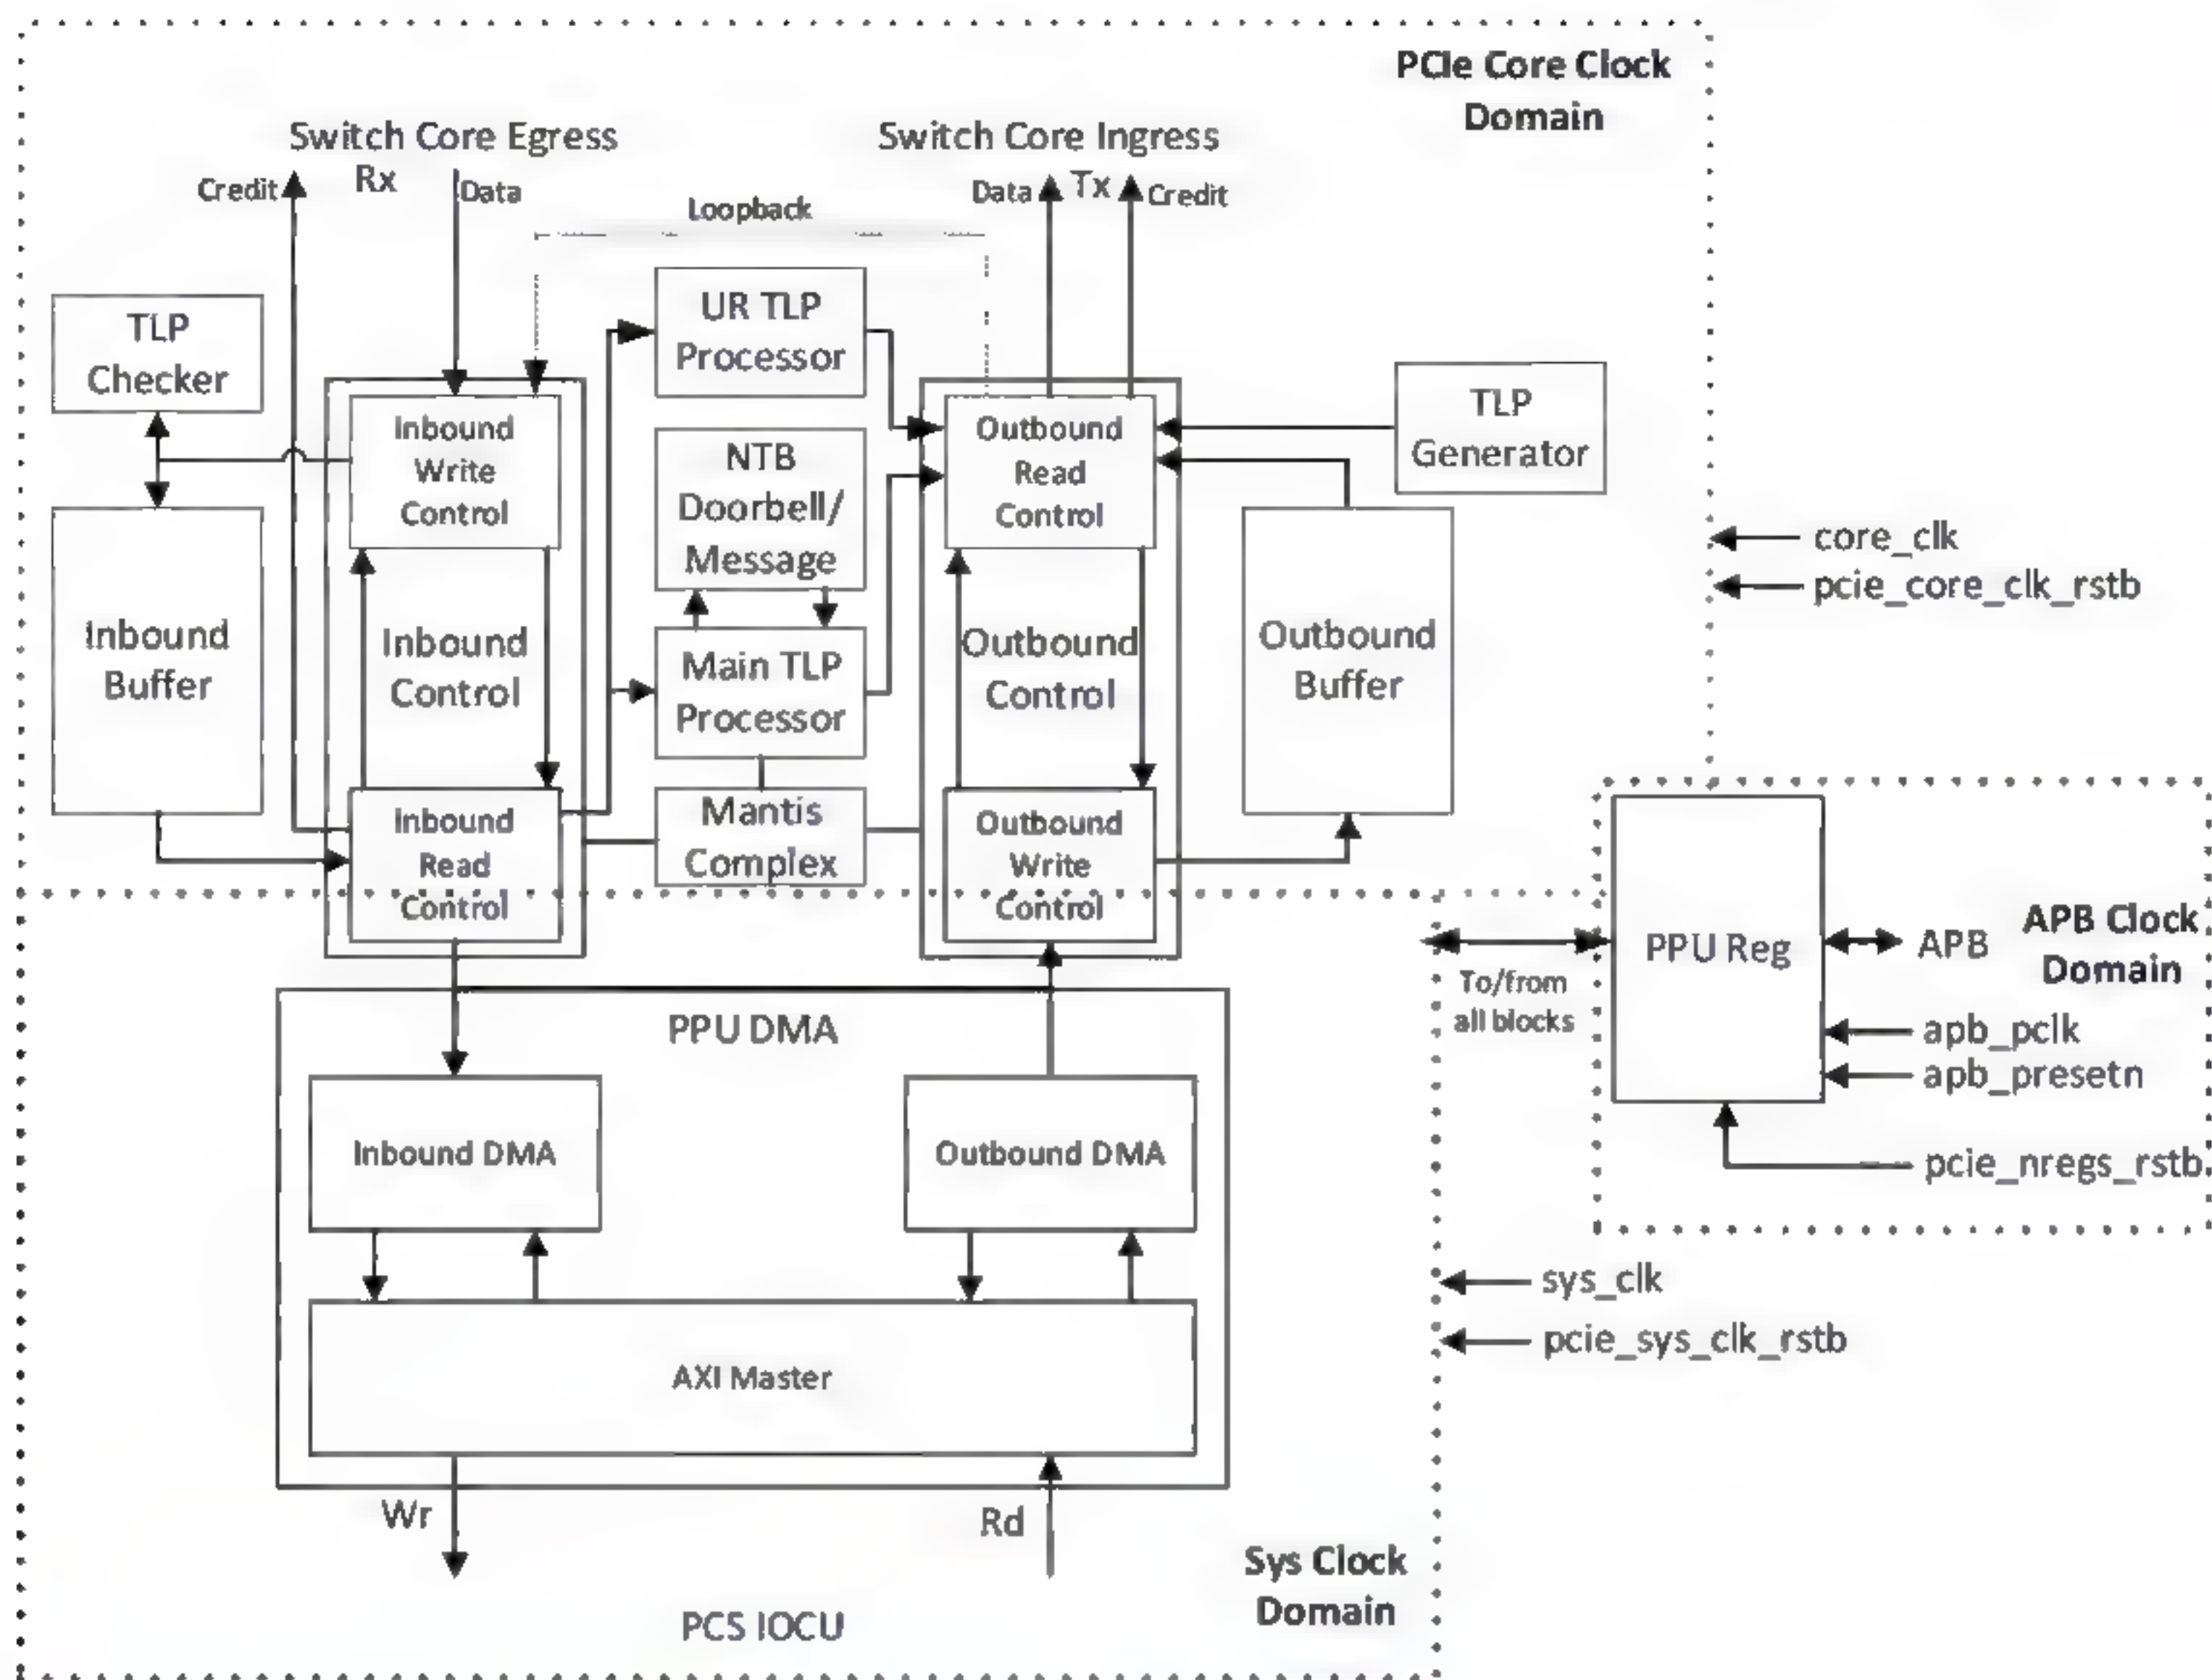 PCIe Core Clock
Domain
Switch Core Egress
Rx
Credit
Data
Switch Core Ingress
Data
Tx
Credit
Loopback
TLP
Checker
UR TLP
Processor
Inbound
Write
Control
Outbound
Read
Control
TLP
Generator
NTB
Doorbell/
Message
core_clk
pcie_core_clk_rstb
Inbound
Buffer
Inbound
Control
Main TLP
Processor
Outbound
Control
Outbound
Buffer
Inbound
Read
Control
Mantis
Complex
Outbound
Write
Control
PPU Reg
APB
APB Clock
Domain
To/from
all blocks
apb_pclk
apb_presetn
pcie_nregs_rstb
PPU DMA
Inbound DMA
Outbound DMA
sys_clk
pcie_sys_clk_rstb
AXI Master
Wr
Rd
Sys Clock
Domain
PCS IOCU